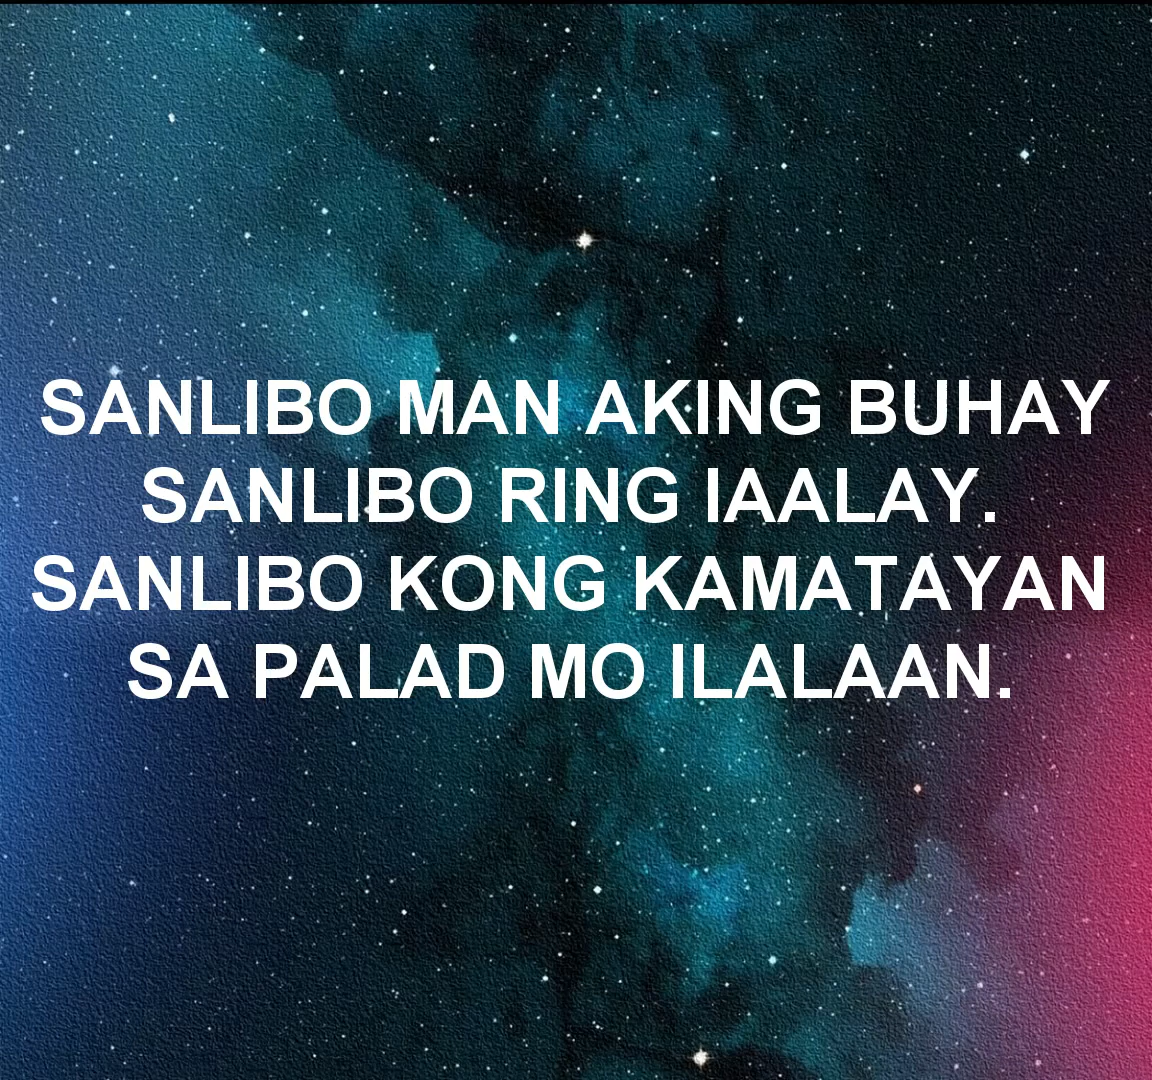 SANLIBO MAN AKING BUHAY
SANLIBO RING IAALAY.
SANLIBO KONG KAMATAYAN
SA PALAD MO ILALAAN.